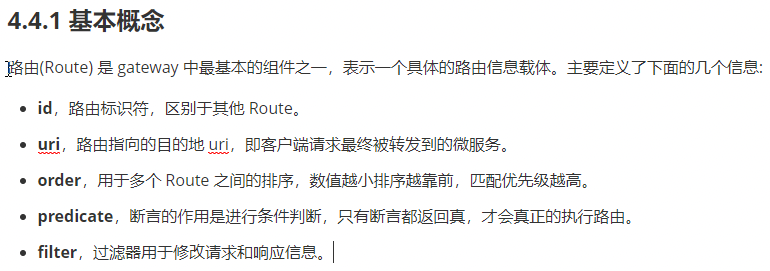 4.4.1 基本概念
路由(Route) 是 gateway 中最基本的组件之一，表示一个具体的路由信息载体。主要定义了下面的几个信息:
• id，路由标识符，区别于其他 Route。
• uri，路由指向的目的地 uri，即客户端请求最终被转发到的微服务。
• order，用于多个 Route 之间的排序，数值越小排序越靠前，匹配优先级越高。
• predicate，断言的作用是进行条件判断，只有断言都返回真，才会真正的执行路由。
• filter，过滤器用于修改请求和响应信息。